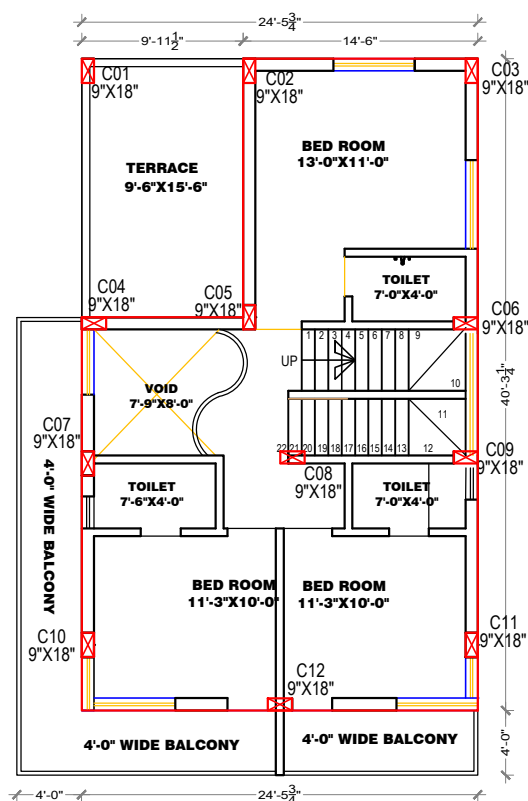 24'-5 3/4"
9'-11 1/2"
14'-6"
C01
9"X18"
C02
9"X18"
C03
9"X18"
BED ROOM
13'-0"X11'-0"
TERRACE
9'-6"X15'-6"
TOILET
7'-0"X4'-0"
C04
9"X18"
C05
9"X18"
C06
9"X18"
1 2 3 4 5 6 7 8 9
UP
10
40'-3 1/4"
VOID
7'-9"X8'-0"
11
C07
9"X18"
22 21 20 19 18 17 16 15 14 13 12
C08
9"X18"
C09
9"X18"
4'-0" WIDE BALCONY
TOILET
7'-6"X4'-0"
TOILET
7'-0"X4'-0"
BED ROOM
11'-3"X10'-0"
BED ROOM
11'-3"X10'-0"
C10
9"X18"
C11
9"X18"
C12
9"X18"
4'-0" WIDE BALCONY
4'-0" WIDE BALCONY
4'-0"
4'-0"
24'-5 3/4"